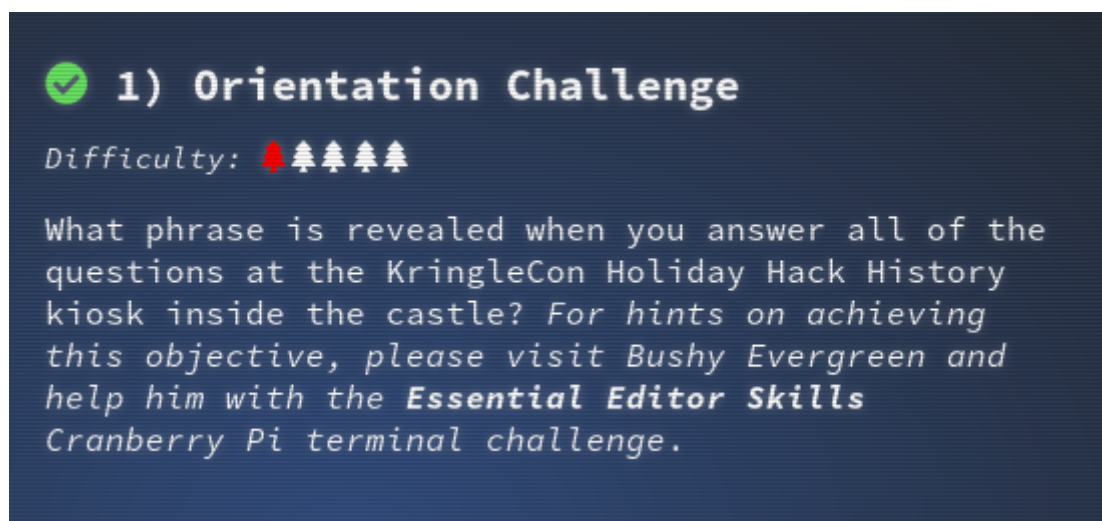 1) Orientation Challenge
Difficulty:
What phrase is revealed when you answer all of the
questions at the KringleCon Holiday Hack History
kiosk inside the castle? For hints on achieving
this objective, please visit Bushy Evergreen and
help him with the Essential Editor Skills
Cranberry Pi terminal challenge.